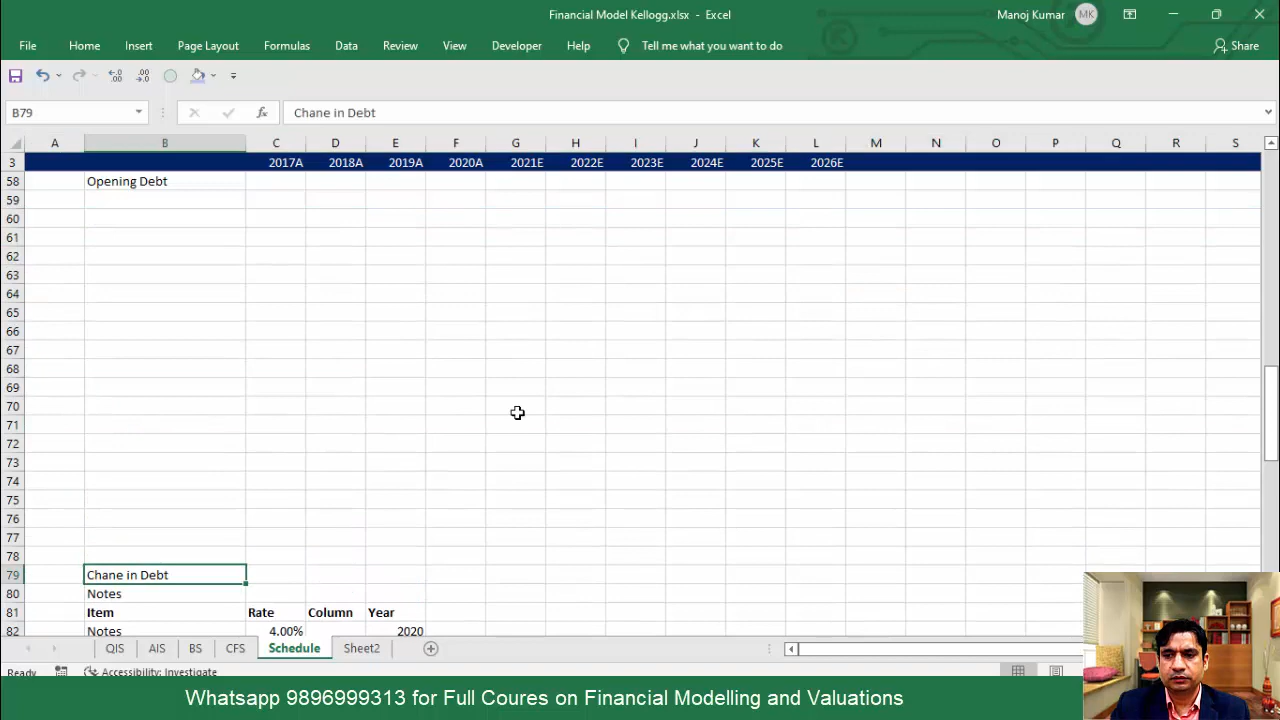 Financial Model Kellogg.xlsx - Excel
Manoj Kumar MK
File Home Insert Page Layout Formulas Data Review View Developer Help Tell me what you want to do Share
B79 fx Chane in Debt
A B C D E F G H I J K L M N O P Q R S
3 2017A 2018A 2019A 2020A 2021E 2022E 2023E 2024E 2025E 2026E
58 Opening Debt
59
60
61
62
63
64
65
66
67
68
69
70
71
72
73
74
75
76
77
78
79 Chane in Debt
80 Notes
81 Item Rate Column Year
82 Notes 4.00% 2020
QIS AIS BS CFS Schedule Sheet2
Ready Accessibility: Investigate
Whatsapp 9896999313 for Full Coures on Financial Modelling and Valuations